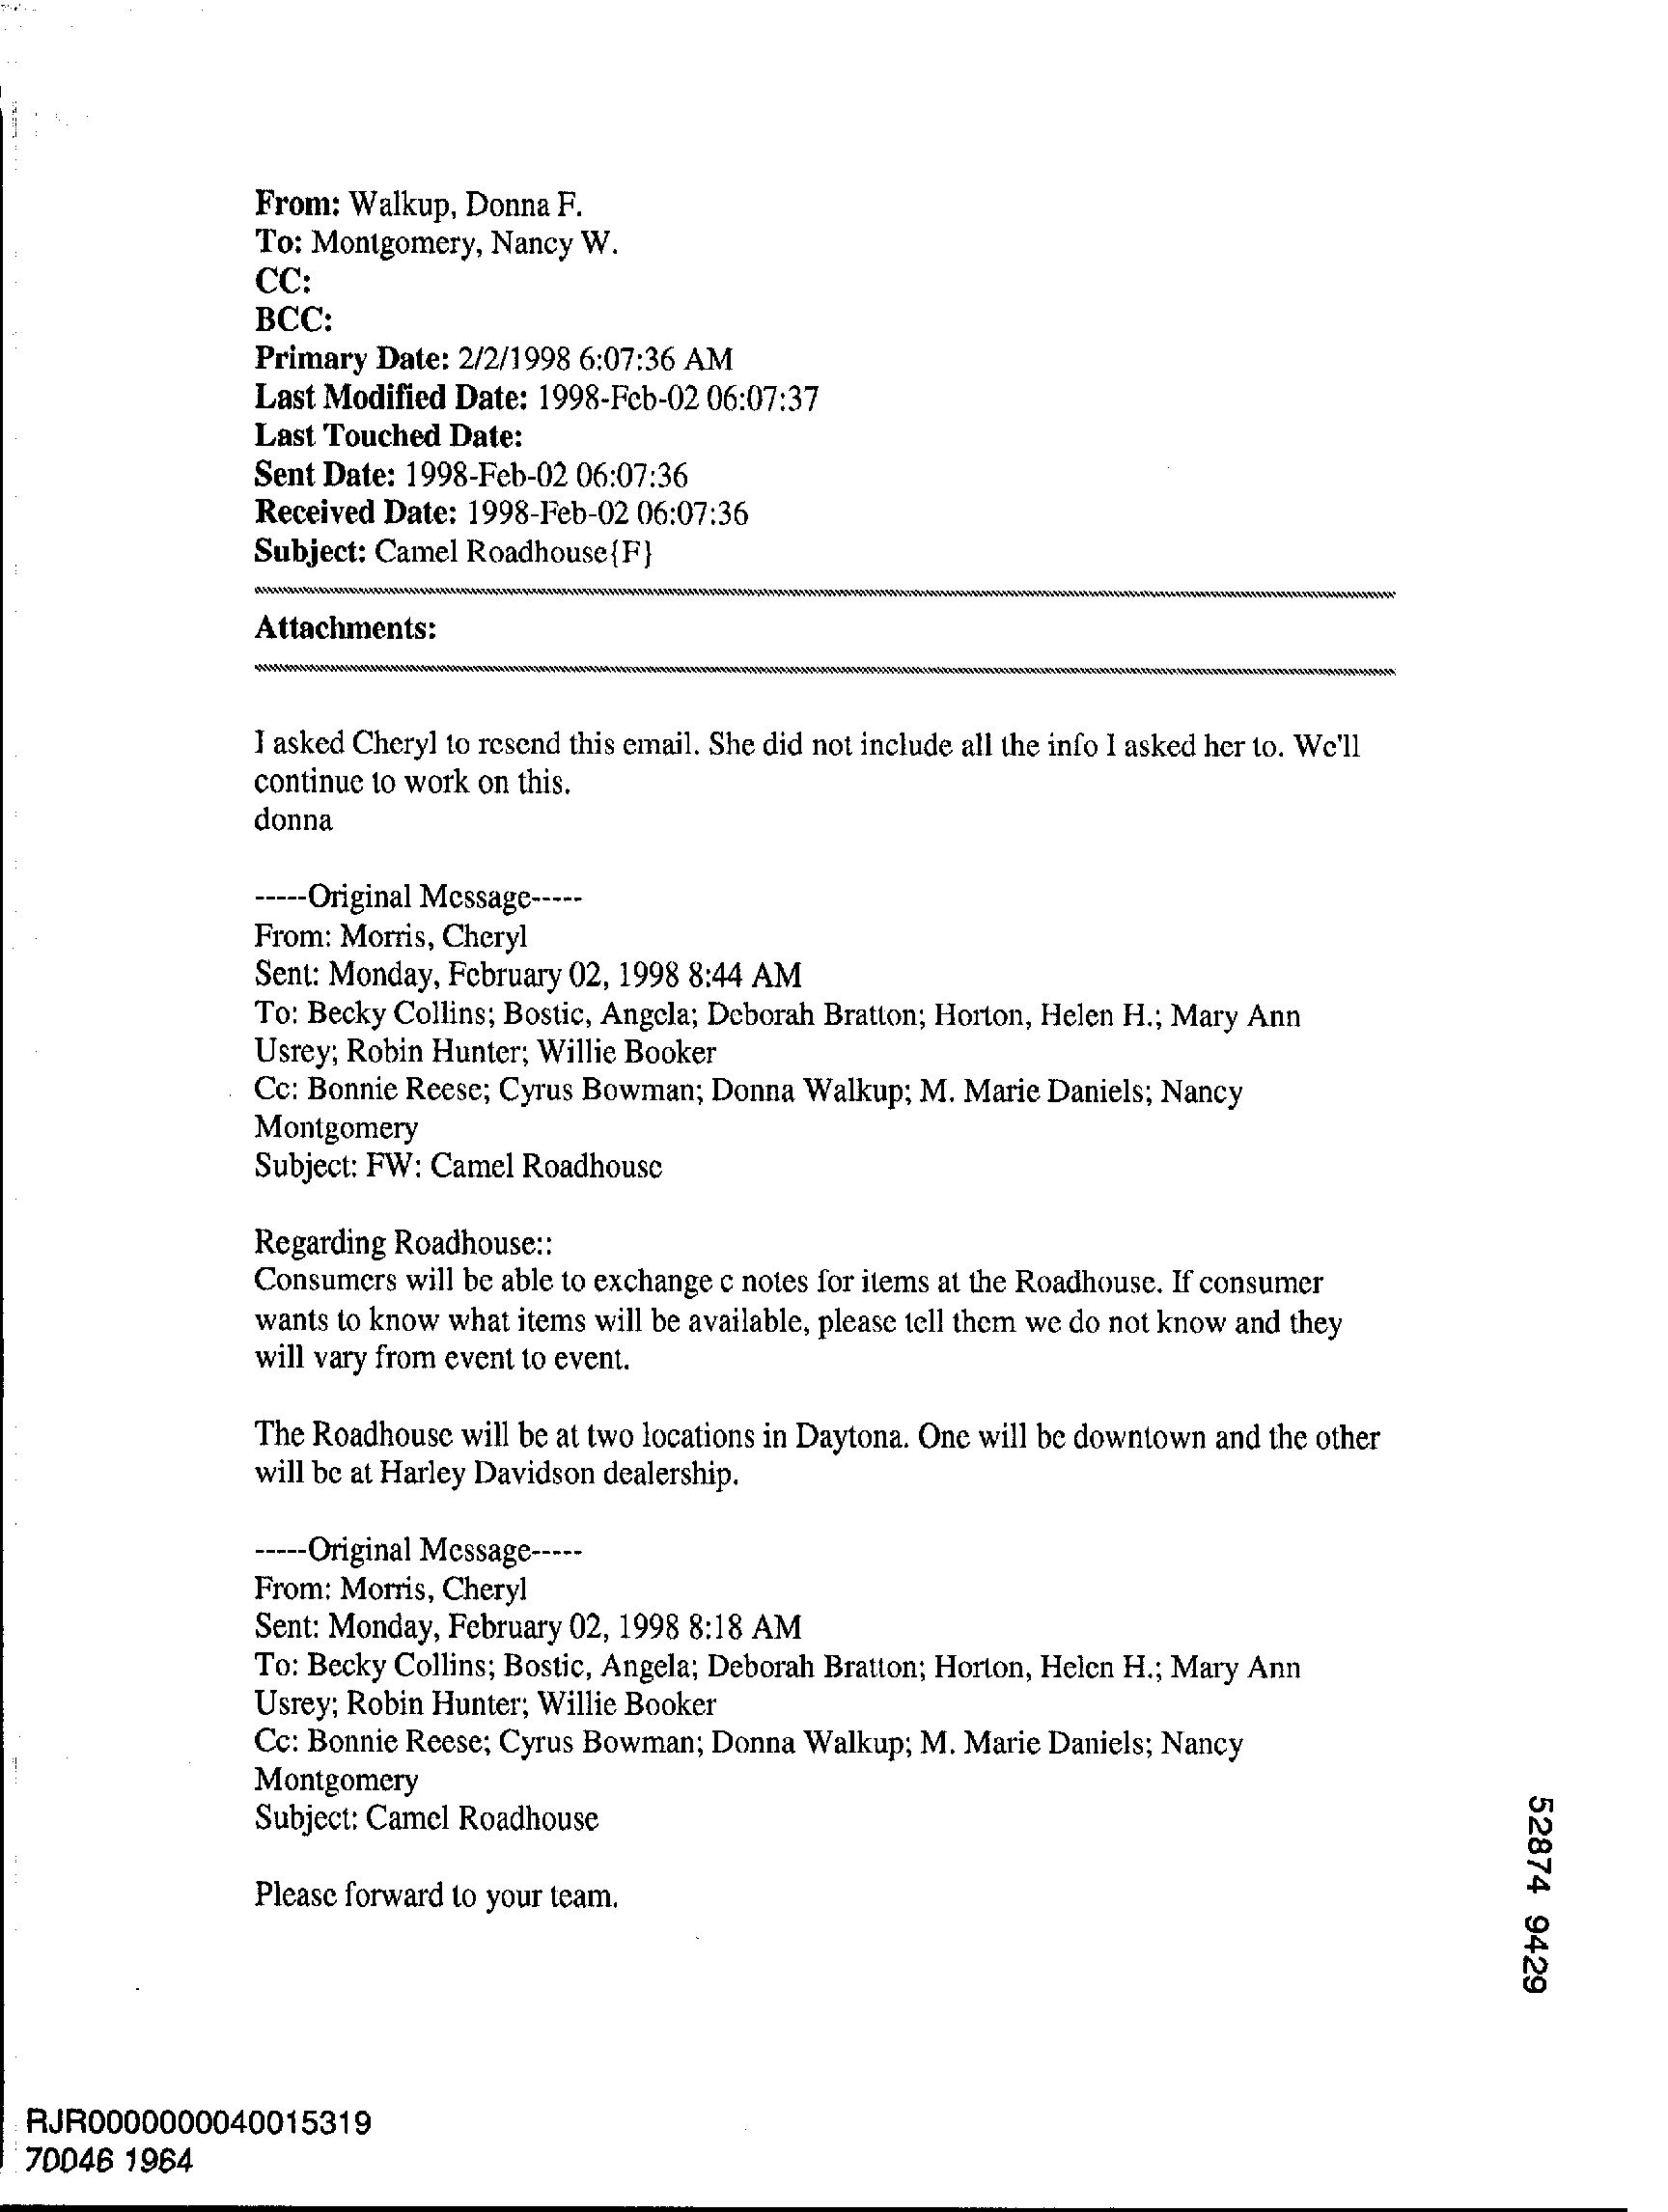 From: Walkup, Donna F.
To: Montgomery, Nancy W.
CC:
BCC:
Primary Date: 2/2/1998 6:07:36 AM
Last Modified Date: 1998-Feb-02 06:07:37
Last Touched Date:
Sent Date: 1998-Feb-02 06:07:36
Received Date: 1998-Feb-02 06:07:36
Subject: Camel Roadhouse{F}
Attachments:
I asked Cheryl to resend this email. She did not include all the info I asked her to. We'll
continue to work on this.
donna
-----Original Message-----
From: Morris, Cheryl
Sent: Monday, February 02, 1998 8:44 AM
To: Becky Collins; Bostic, Angela; Deborah Bratton; Horton, Helen H.; Mary Ann
Usrey; Robin Hunter; Willie Booker
Cc: Bonnie Reese; Cyrus Bowman; Donna Walkup; M. Marie Daniels; Nancy
Montgomery
Subject: FW: Camel Roadhouse
Regarding Roadhouse::
Consumers will be able to exchange c notes for items at the Roadhouse. If consumer
wants to know what items will be available, please tell them we do not know and they
will vary from event to event.
The Roadhouse will be at two locations in Daytona. One will be downtown and the other
will be at Harley Davidson dealership.
-----Original Message-----
From: Morris, Cheryl
Sent: Monday, February 02, 1998 8:18 AM
To: Becky Collins; Bostic, Angela; Deborah Bratton; Horton, Helen H.; Mary Ann
Usrey; Robin Hunter; Willie Booker
Cc: Bonnie Reese; Cyrus Bowman; Donna Walkup; M. Marie Daniels; Nancy
Montgomery
Subject: Camel Roadhouse
Please forward to your team.
52874 9429
RJR0000000040015319
70046 1964